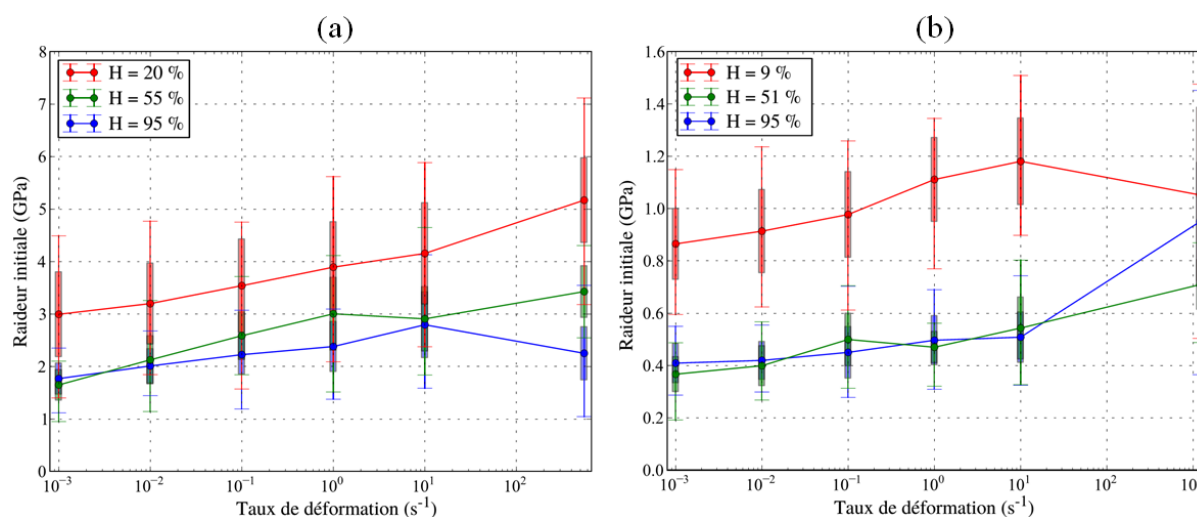 (a)
8
7
6
5
4
3
2
1
0
Raideur initiale (GPa)
H = 20 %
H = 55 %
H = 95 %
10⁻³ 10⁻² 10⁻¹ 10⁰ 10¹ 10²
Taux de déformation (s⁻¹)
(b)
1.6
1.4
1.2
1.0
0.8
0.6
0.4
0.2
0.0
Raideur initiale (GPa)
H = 9 %
H = 51 %
H = 95 %
10⁻³ 10⁻² 10⁻¹ 10⁰ 10¹ 10²
Taux de déformation (s⁻¹)